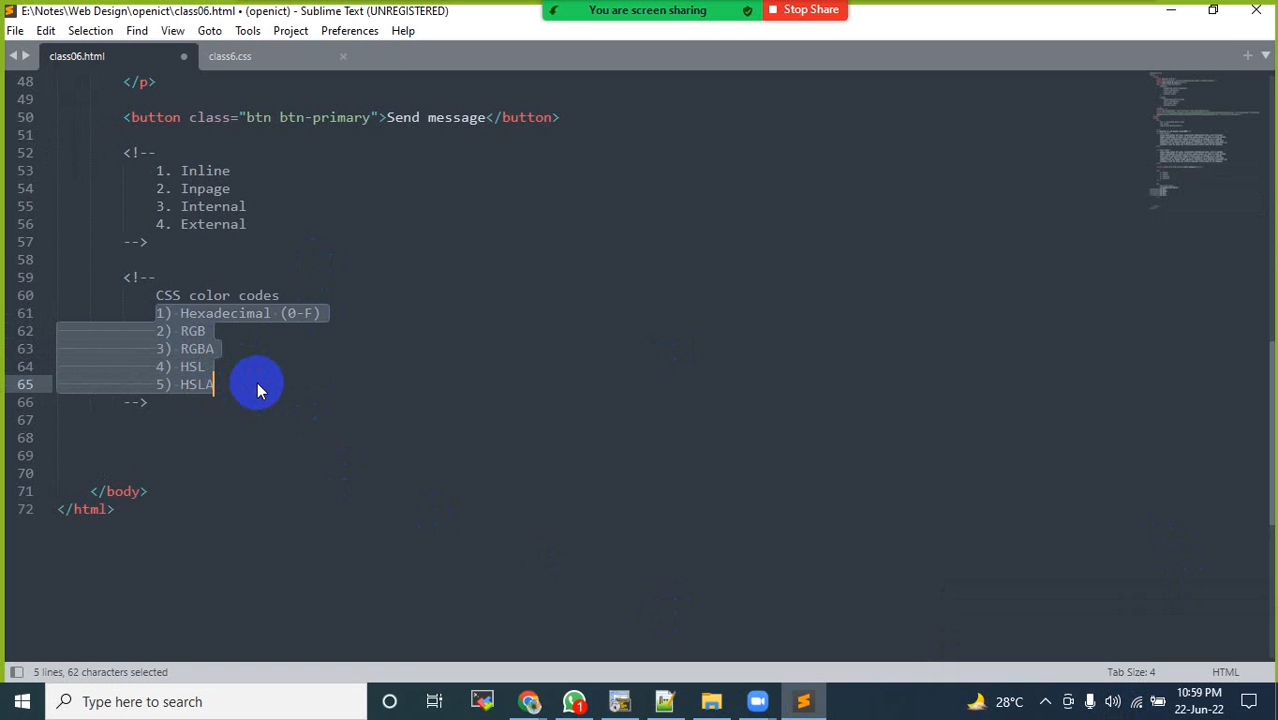 E:\Notes\Web Design\openict\class06.html • (openict) - Sublime Text (UNREGISTERED)
You are screen sharing
Stop Share
File Edit Selection Find View Goto Tools Project Preferences Help
class06.html
class6.css
48 </p>
49
50 <button class="btn btn-primary">Send message</button>
51
52 <!--
53 1. Inline
54 2. Inpage
55 3. Internal
56 4. External
57 -->
58
59 <!--
60 CSS color codes
61 1) Hexadecimal (0-F)
62 2) RGB
63 3) RGBA
64 4) HSL
65 5) HSLA
66 -->
67
68
69
70
71 </body>
72 </html>
5 lines, 62 characters selected
Tab Size: 4
HTML
Type here to search
1
28°C
10:59 PM
22-Jun-22